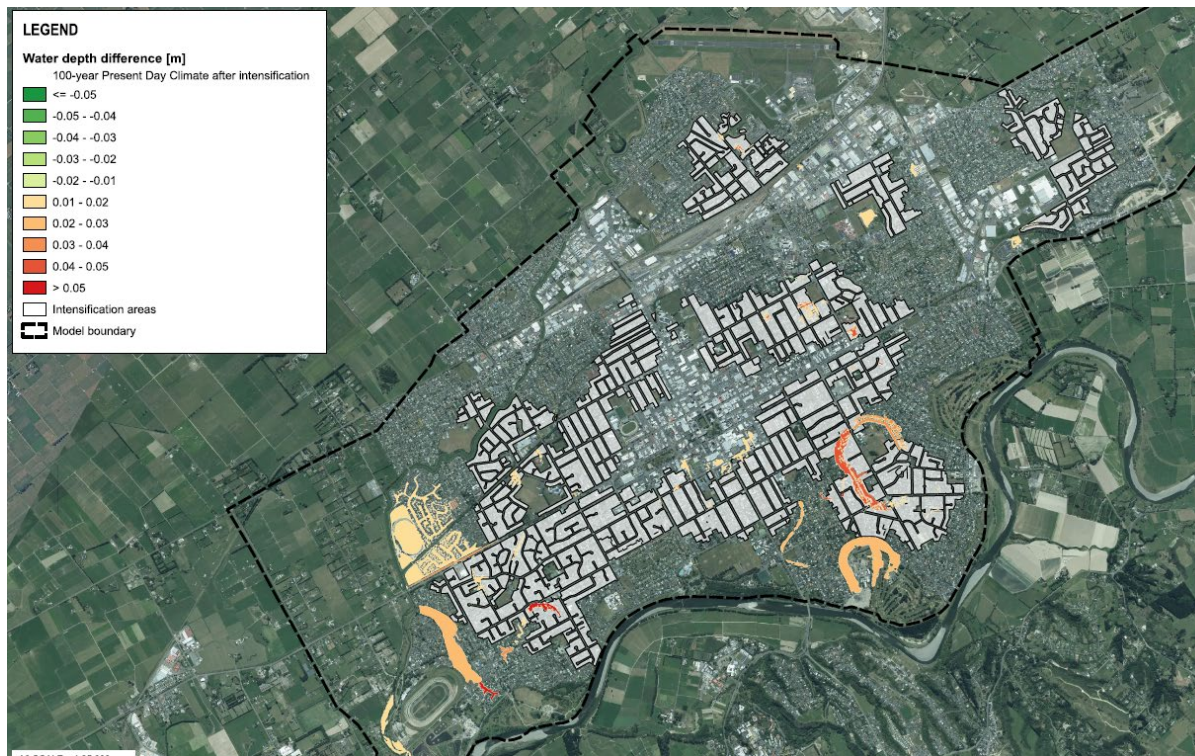 LEGEND
Water depth difference [m]
100-year Present Day Climate after intensification
<= -0.05
-0.05 - -0.04
-0.04 - -0.03
-0.03 - -0.02
-0.02 - -0.01
0.01 - 0.02
0.02 - 0.03
0.03 - 0.04
0.04 - 0.05
> 0.05
Intensification areas
Model boundary